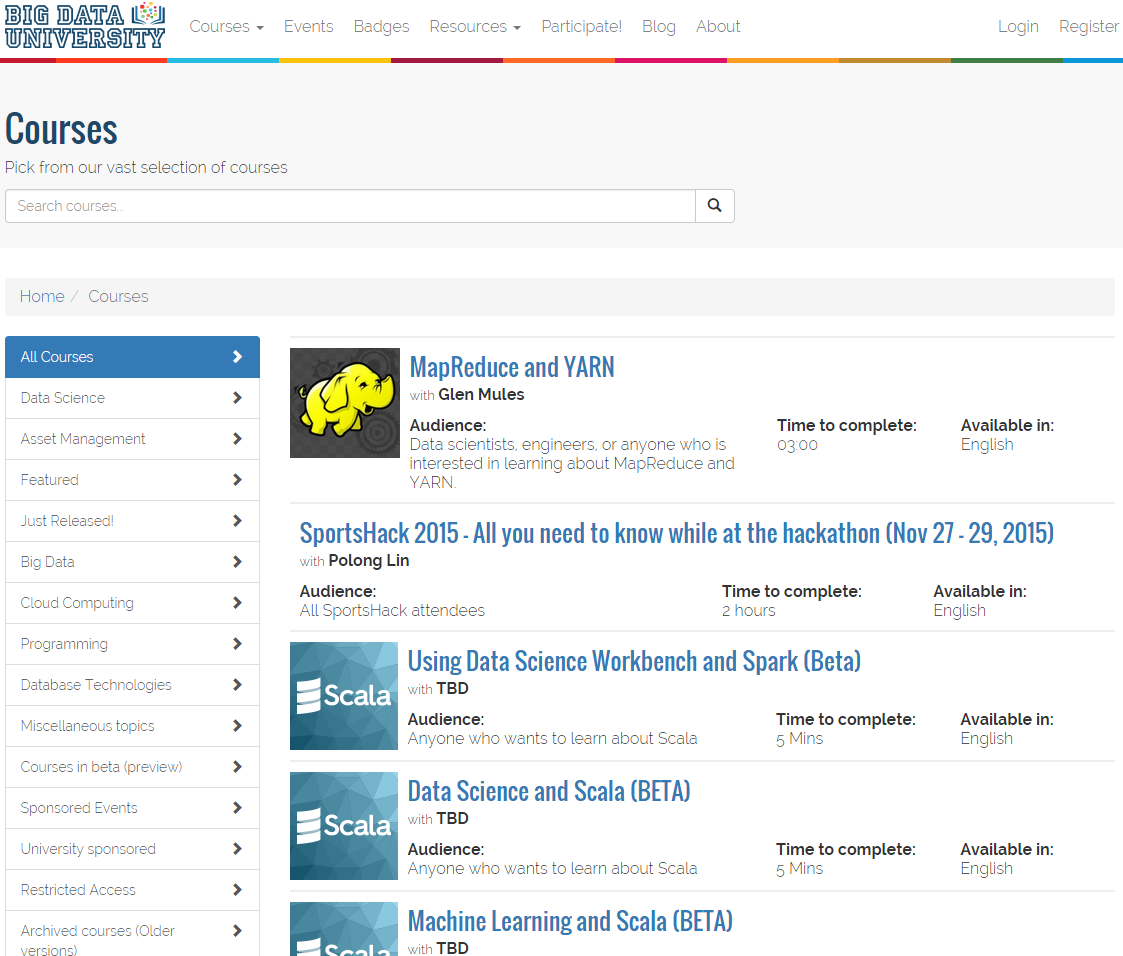 BIG DATA
UNIVERSITY
Courses Events Badges Resources Participate! Blog About Login Register
Courses
Pick from our vast selection of courses
Search courses...
Home / Courses
All Courses
Data Science
Asset Management
Featured
Just Released!
Big Data
Cloud Computing
Programming
Database Technologies
Miscellaneous topics
Courses in beta (preview)
Sponsored Events
University sponsored
Restricted Access
Archived courses (Older
versions)
MapReduce and YARN
with Glen Mules
Audience: Time to complete: Available in:
Data scientists, engineers, or anyone who is 03:00 English
interested in learning about MapReduce and
YARN.
SportsHack 2015 - All you need to know while at the hackathon (Nov 27 - 29, 2015)
with Polong Lin
Audience: Time to complete: Available in:
All SportsHack attendees 2 hours English
Scala
Using Data Science Workbench and Spark (Beta)
with TBD
Audience: Time to complete: Available in:
Anyone who wants to learn about Scala 5 Mins English
Scala
Data Science and Scala (BETA)
with TBD
Audience: Time to complete: Available in:
Anyone who wants to learn about Scala 5 Mins English
Scala
Machine Learning and Scala (BETA)
with TBD